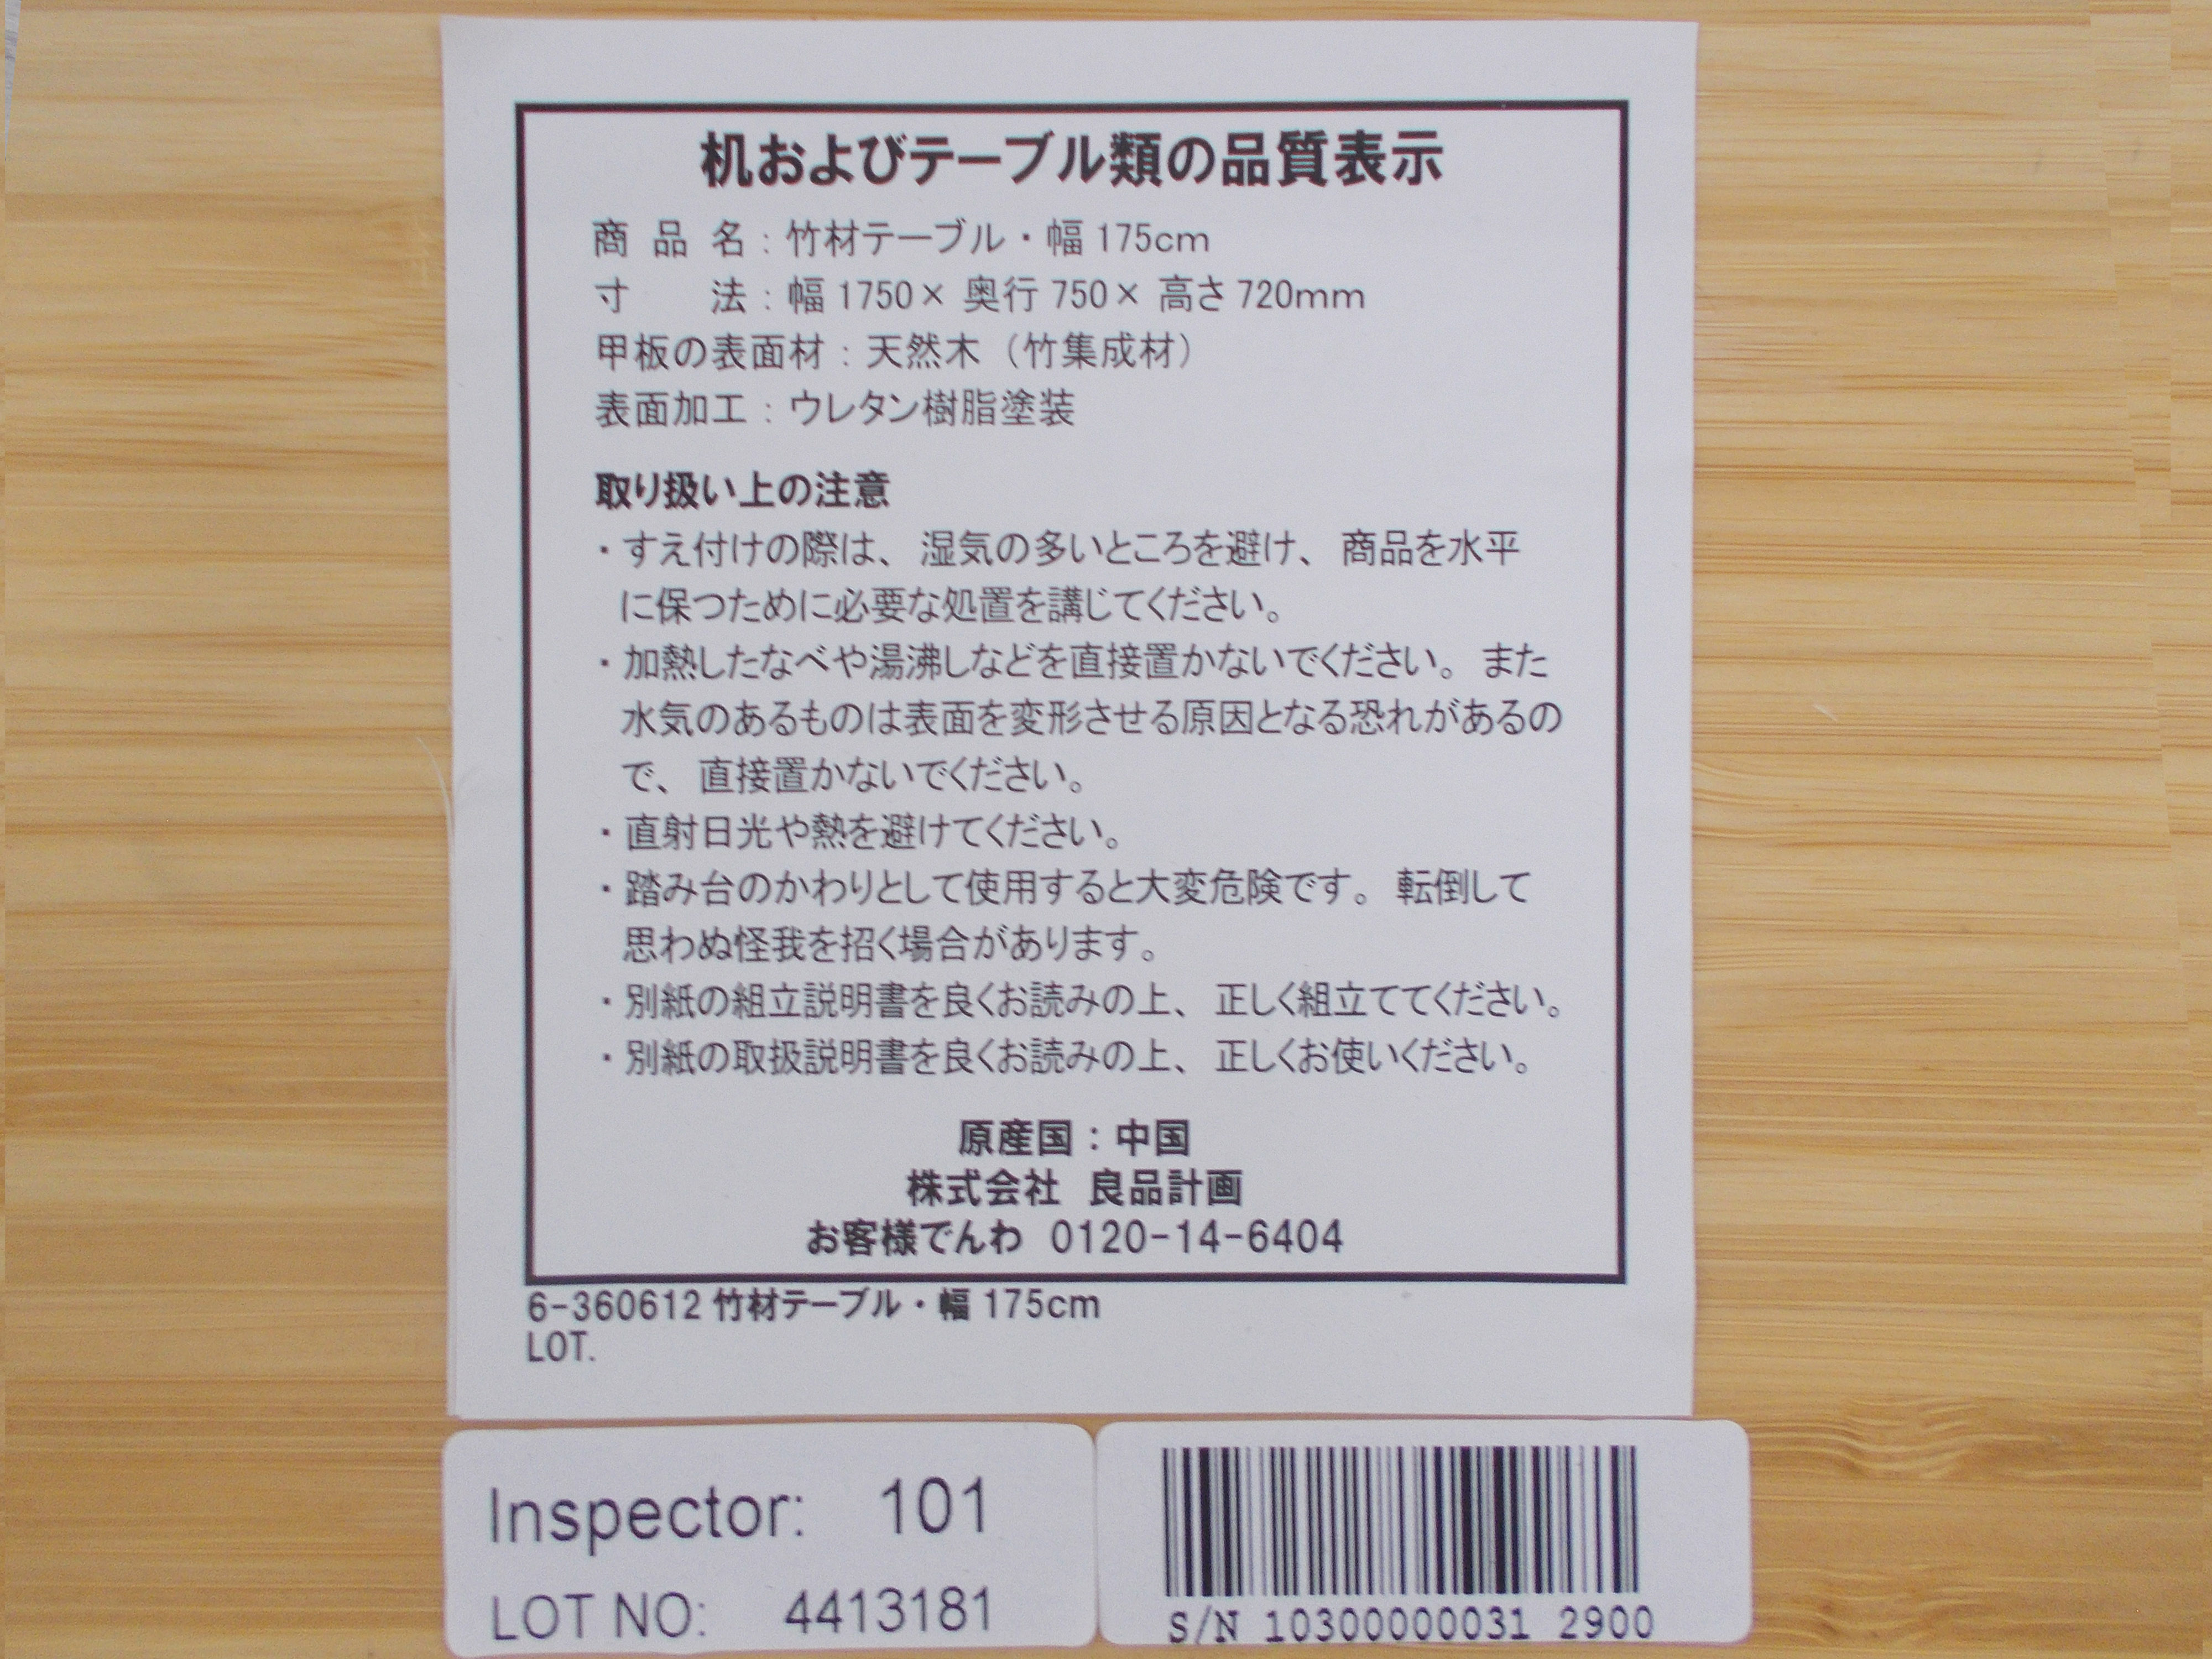 机およびテーブル類の品質表示
商品名：竹材テーブル・幅 175cm
寸法：幅 1750× 奥行 750× 高さ 720mm
甲板の表面材：天然木（竹集成材）
表面加工：ウレタン樹脂塗装
取り扱い上の注意
・すえ付けの際は、湿気の多いところを避け、商品を水平
に保つために必要な処置を講じてください。
・加熱したなべや湯沸しなどを直接置かないでください。また
水気のあるものは表面を変形させる原因となる恐れがあるの
で、直接置かないでください。
・直射日光や熱を避けてください。
・踏み台のかわりとして使用すると大変危険です。転倒して
思わぬ怪我を招く場合があります。
・別紙の組立説明書を良くお読みの上、正しく組立ててください。
・別紙の取扱説明書を良くお読みの上、正しくお使いください。
原産国：中国
株式会社 良品計画
お客様でんわ 0120-14-6404
6-360612 竹材テーブル・幅 175cm
LOT.
Inspector: 101
LOT NO: 4413181
S/N 10300000031 2900